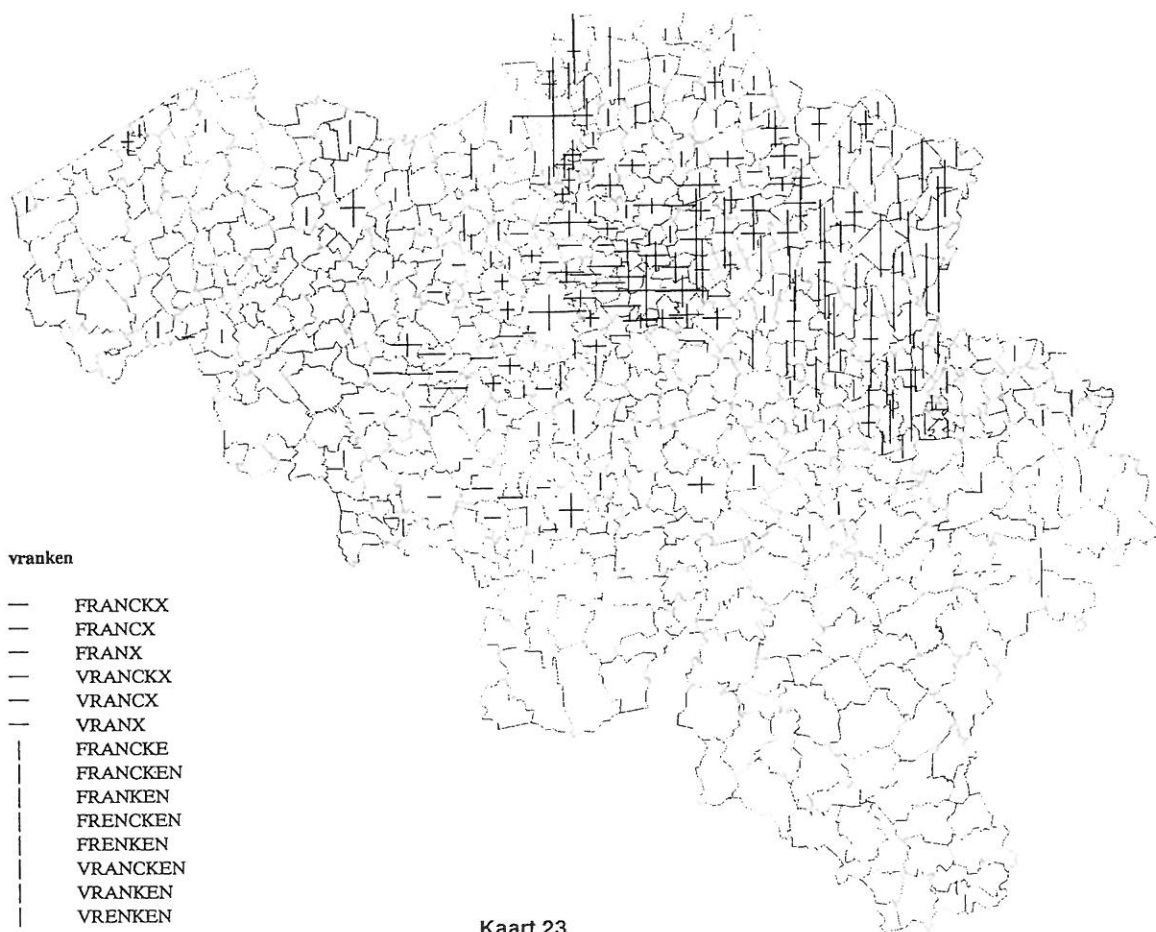 vranken
— FRANCKX
— FRANCX
— FRANX
— VRANCKX
— VRANCX
— VRANX
| FRANCKE
| FRANCKEN
| FRANKEN
| FRENCKEN
| FRENKEN
| VRANCKEN
| VRANKEN
| VRENKEN
Kaart 23